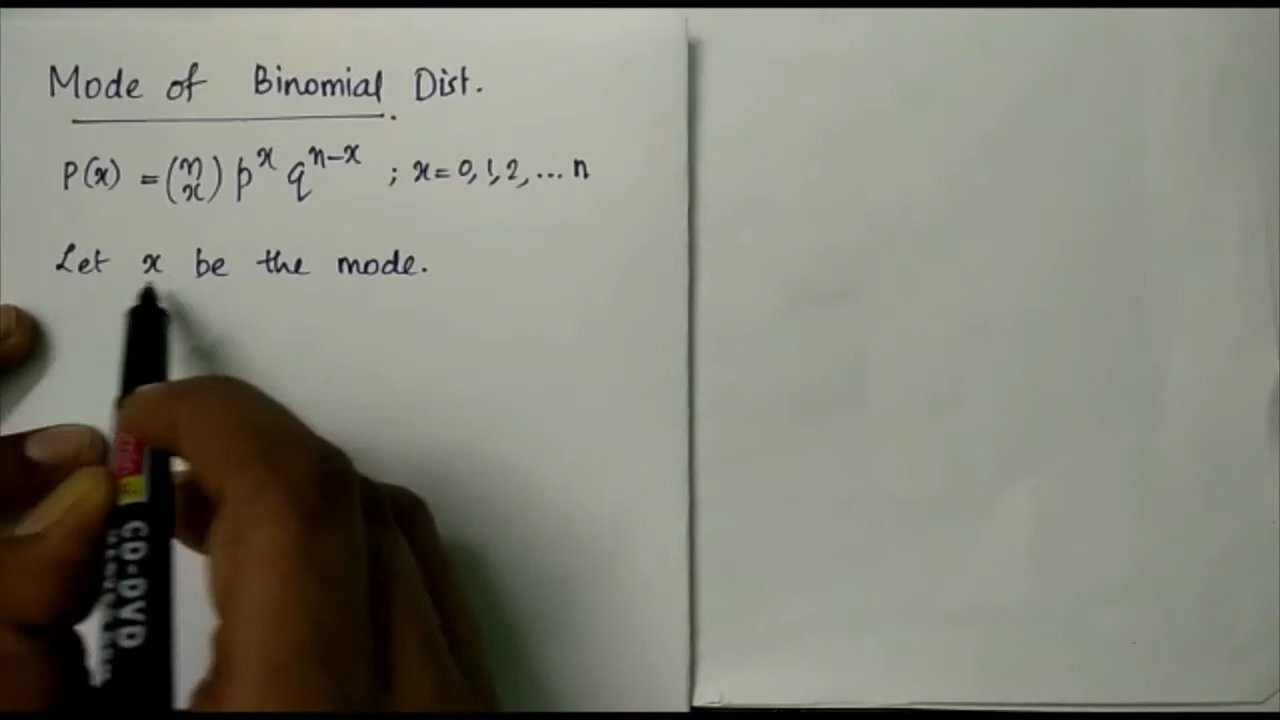 Mode of Binomial Dist.
P(x) = (n x) p^x q^n-x ; x = 0, 1, 2, ... n
Let x be the mode.
CD-DVD